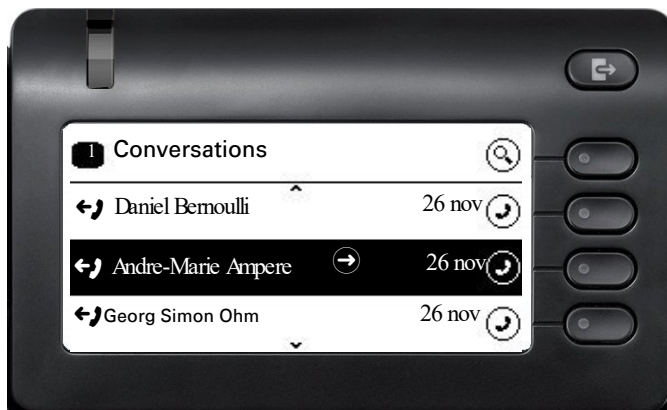 1 Conversations
Daniel Bernoulli 26 nov
Andre-Marie Ampere 26 nov
Georg Simon Ohm 26 nov